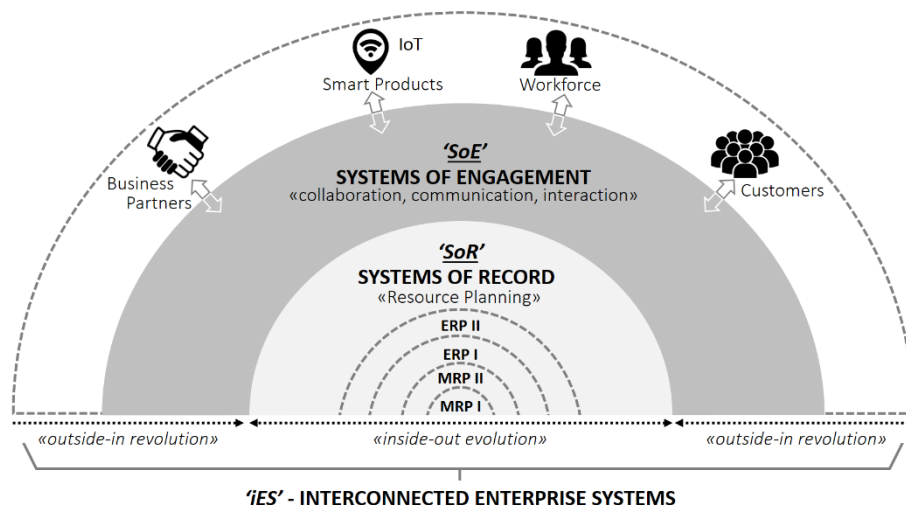 IoT
Smart Products
Workforce
Business
Partners
Customers
‘SoE’
SYSTEMS OF ENGAGEMENT
«collaboration, communication, interaction»
‘SoR’
SYSTEMS OF RECORD
«Resource Planning»
ERP II
ERP I
MRP II
MRP I
«outside-in revolution»
«inside-out evolution»
«outside-in revolution»
‘iES’ - INTERCONNECTED ENTERPRISE SYSTEMS